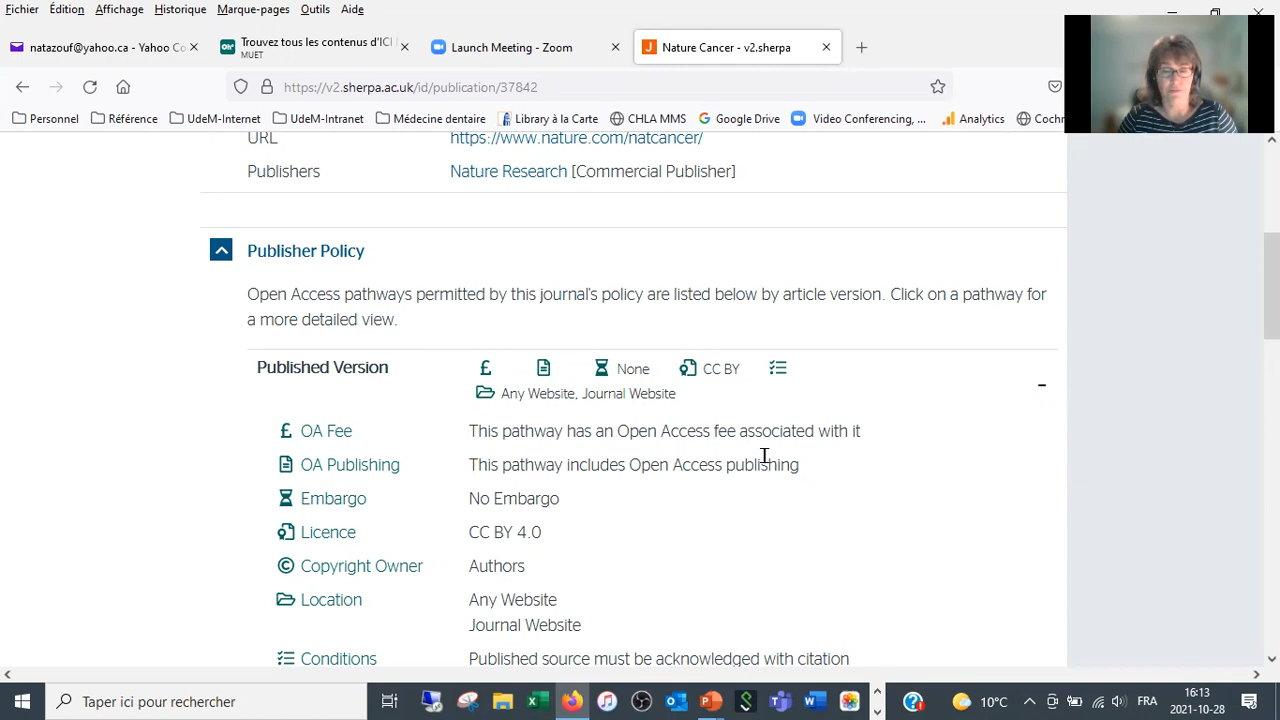 Fichier Édition Affichage Historique Marque-pages Outils Aide
natazouf@yahoo.ca - Yahoo Co
Trouvez tous les contenus d'ICI
MUET
Launch Meeting - Zoom
Nature Cancer - v2.sherpa
https://v2.sherpa.ac.uk/id/publication/37842
Personnel Référence UdeM-Internet UdeM-Intranet Médecine dentaire Library à la Carte CHLA MMS Google Drive Video Conferencing, ... Analytics Cochr
URL https://www.nature.com/natcancer/
Publishers Nature Research [Commercial Publisher]
Publisher Policy
Open Access pathways permitted by this journal's policy are listed below by article version. Click on a pathway for
a more detailed view.
Published Version £ None CC BY
Any Website, Journal Website
£ OA Fee This pathway has an Open Access fee associated with it
OA Publishing This pathway includes Open Access publishing
Embargo No Embargo
Licence CC BY 4.0
© Copyright Owner Authors
Location Any Website
Journal Website
Conditions Published source must be acknowledged with citation
Taper ici pour rechercher
10°C
FRA
16:13
2021-10-28